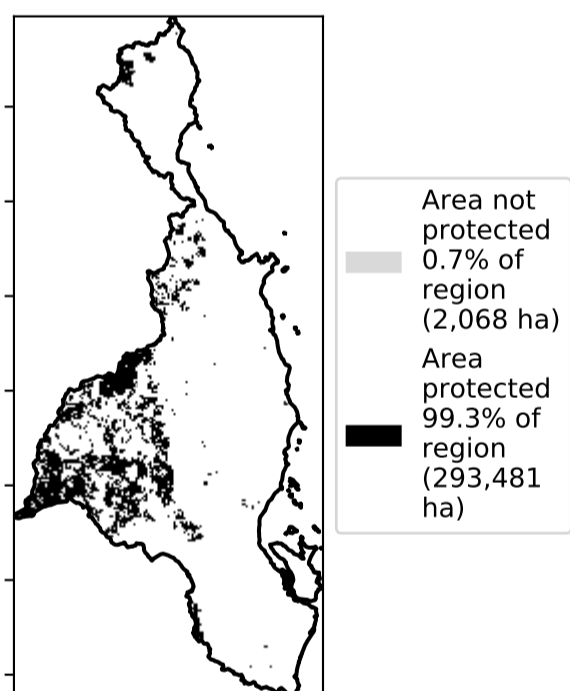 Area not
protected
0.7% of
region
(2,068 ha)
Area
protected
99.3% of
region
(293,481
ha)